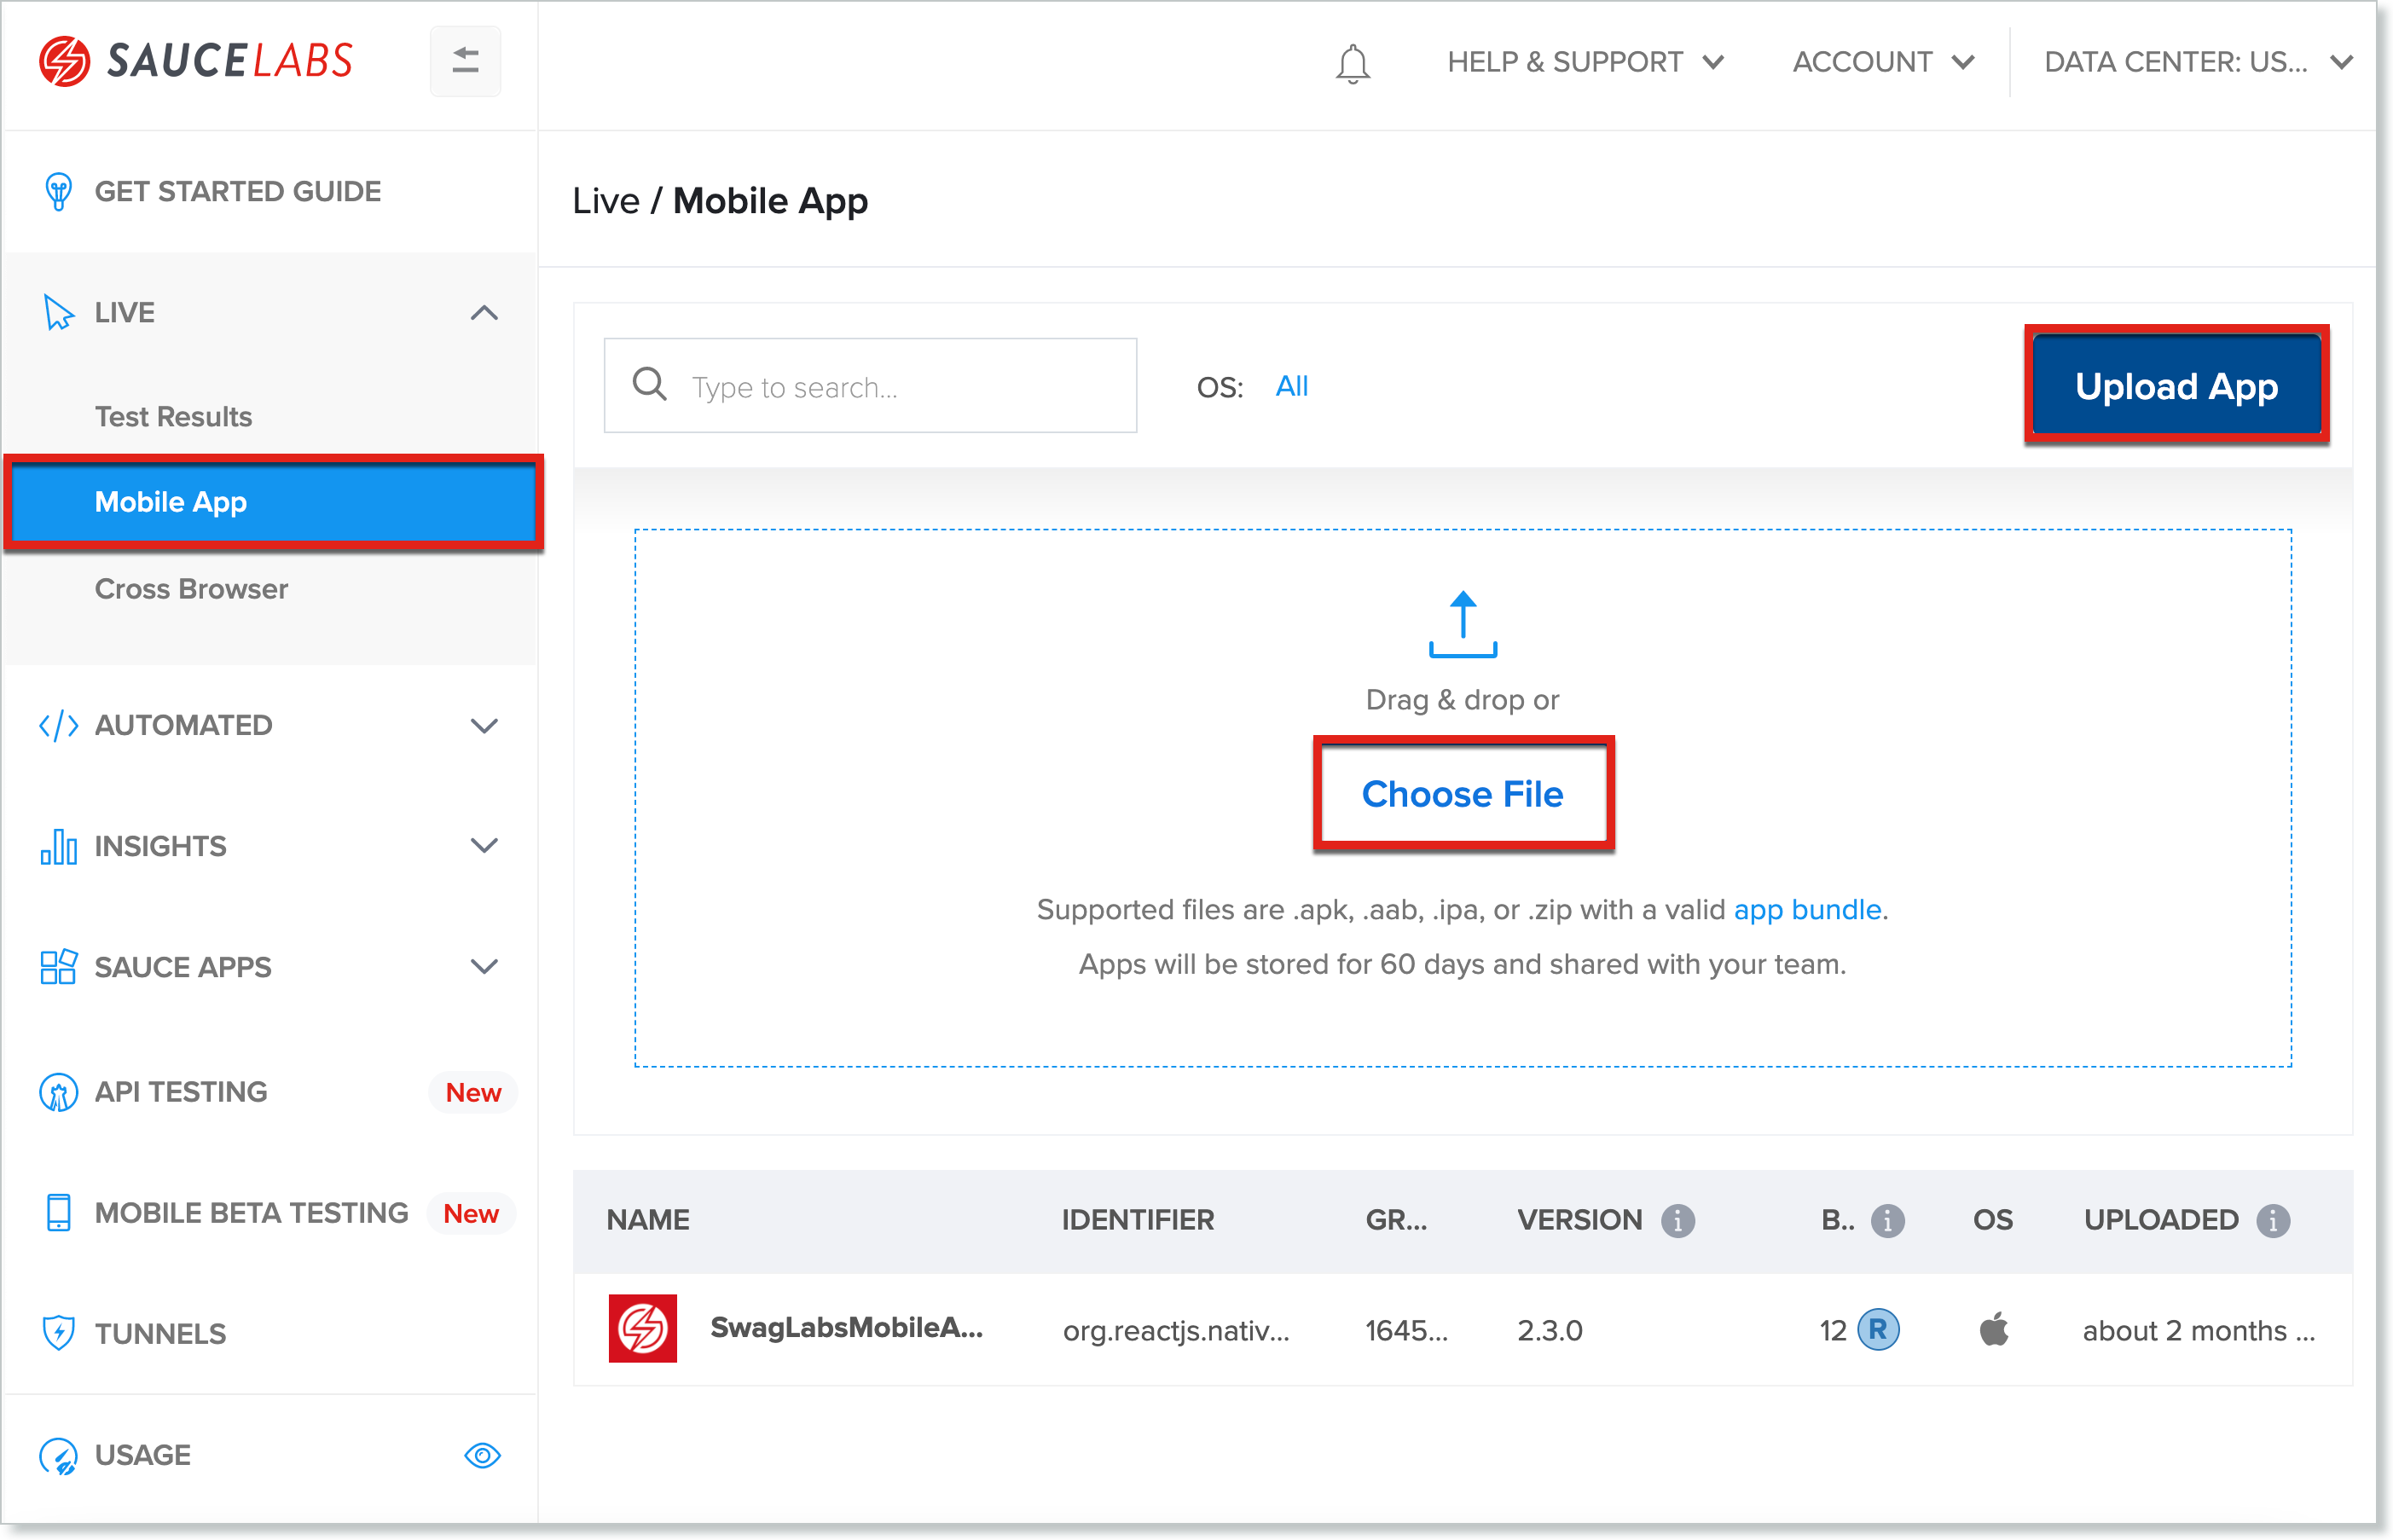 SAUCELABS
HELP & SUPPORT
ACCOUNT
DATA CENTER: US...
GET STARTED GUIDE
LIVE
Test Results
Mobile App
Cross Browser
AUTOMATED
INSIGHTS
SAUCE APPS
API TESTING New
MOBILE BETA TESTING New
TUNNELS
USAGE
Live / Mobile App
Type to search...
OS: All
Upload App
Drag & drop or
Choose File
Supported files are .apk, .aab, .ipa, or .zip with a valid app bundle.
Apps will be stored for 60 days and shared with your team.
NAME IDENTIFIER GR... VERSION i B.. i OS UPLOADED i
SwagLabsMobileA... org.reactjs.nativ... 1645... 2.3.0 12 R about 2 months ...